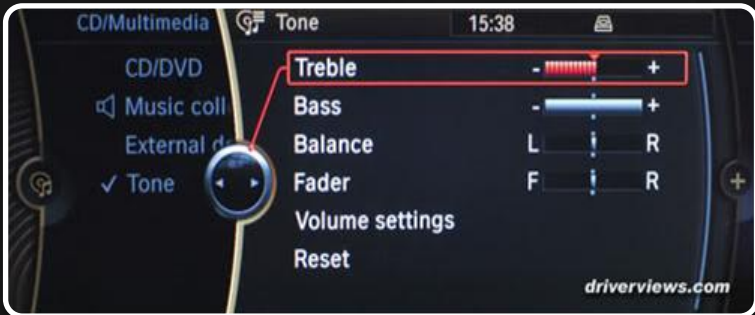 CD/Multimedia
Tone
15:38
CD/DVD
Music coll
External d
✓ Tone
Treble - +
Bass - +
Balance L R
Fader F R
Volume settings
Reset
driverviews.com